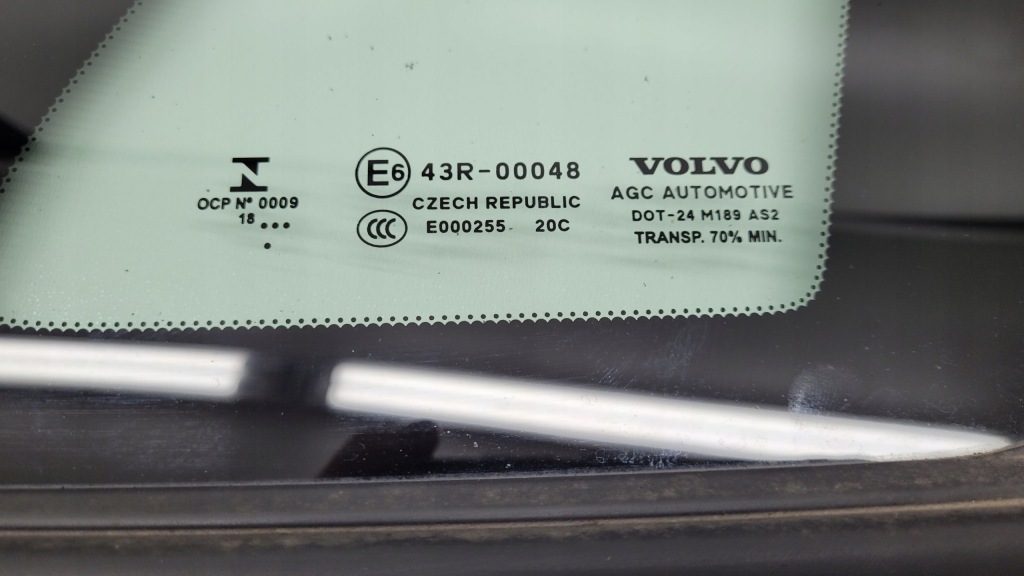 N
OCP Nº 0009
18
E6 43R-00048
CZECH REPUBLIC
CCC E000255 20C
VOLVO
AGC AUTOMOTIVE
DOT-24 M189 AS2
TRANSP. 70% MIN.